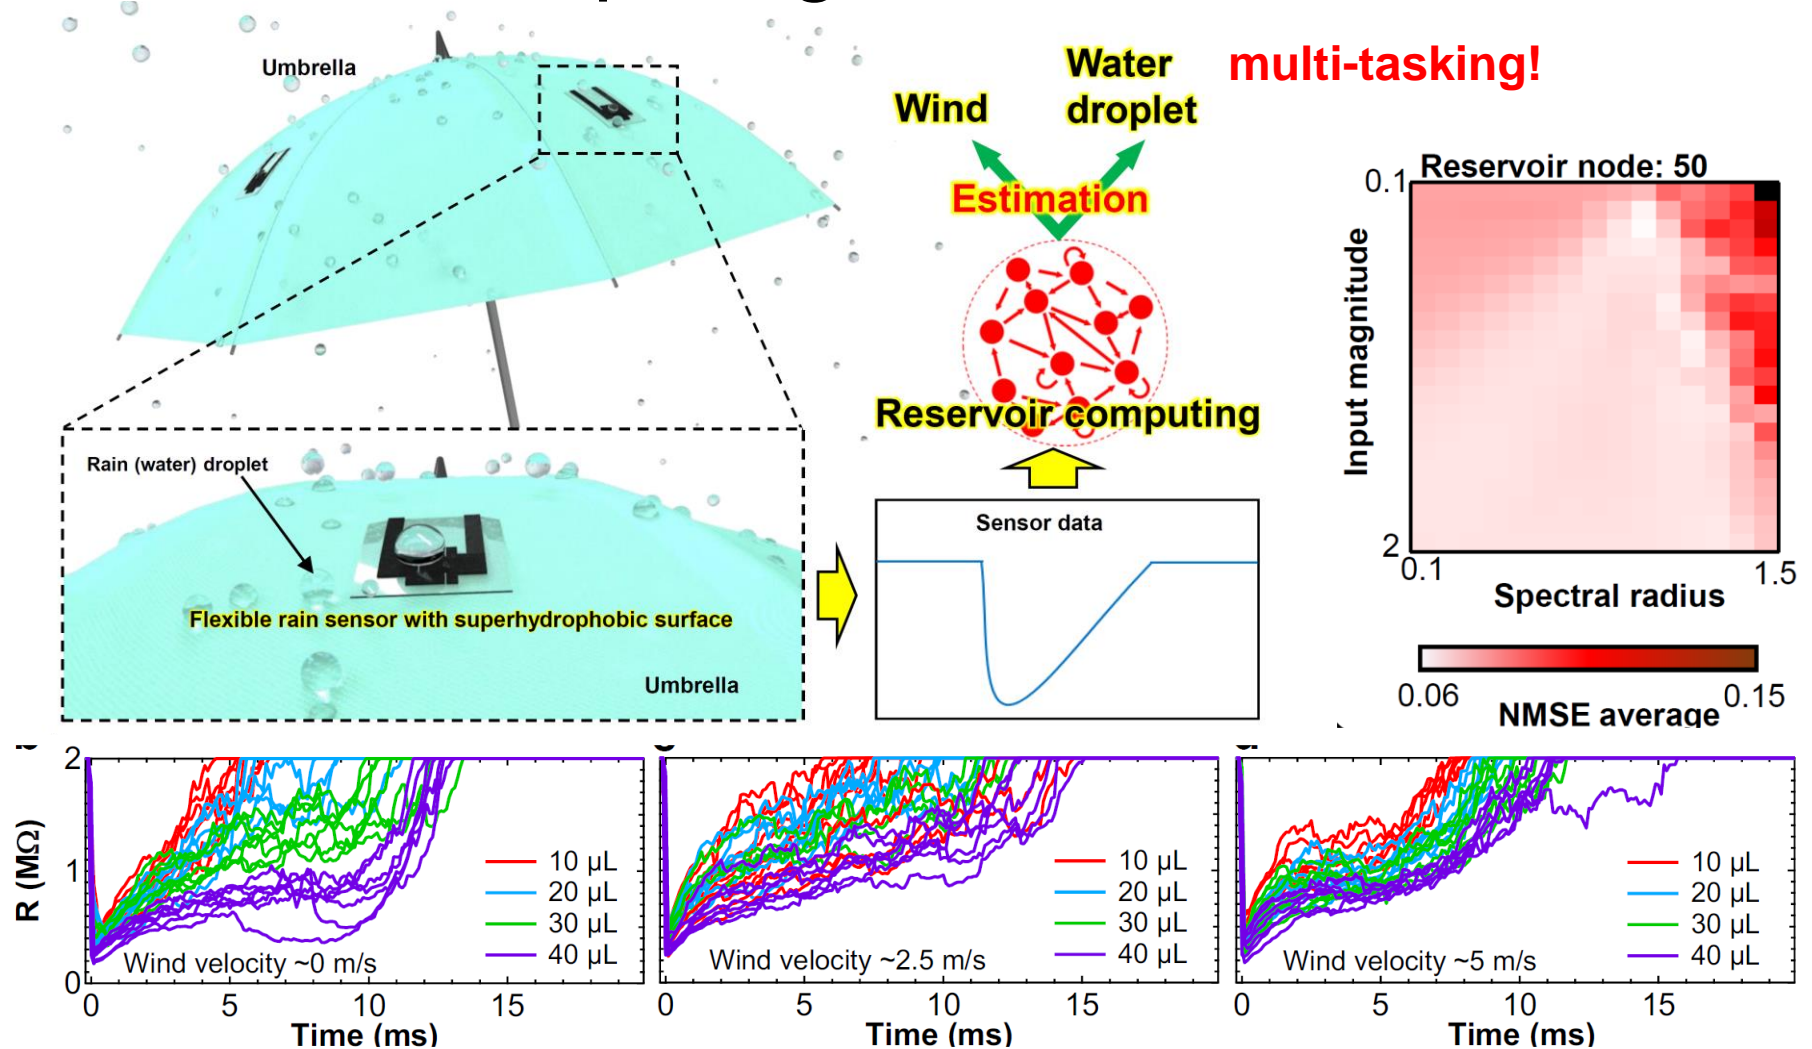 Umbrella
Wind
Water
droplet
multi-tasking!
Estimation
Reservoir computing
Rain (water) droplet
Flexible rain sensor with superhydrophobic surface
Umbrella
Sensor data
Reservoir node: 50
0.1
Input magnitude
2
0.1
1.5
Spectral radius
0.06
0.15
NMSE average
2
1
0
R (MΩ)
10 µL
20 µL
30 µL
40 µL
Wind velocity ~0 m/s
0 5 10 15
Time (ms)
10 µL
20 µL
30 µL
40 µL
Wind velocity ~2.5 m/s
0 5 10 15
Time (ms)
10 µL
20 µL
30 µL
40 µL
Wind velocity ~5 m/s
0 5 10 15
Time (ms)